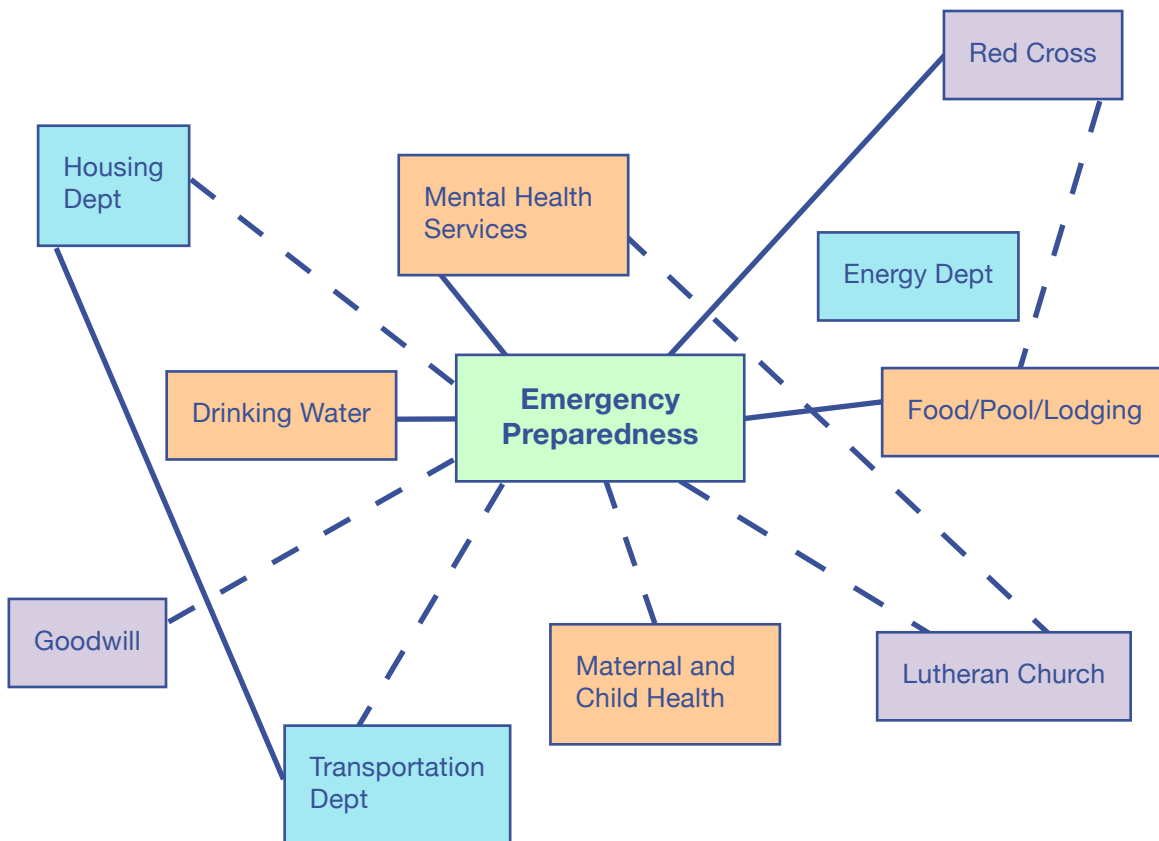 Red Cross
Housing
Dept
Mental Health
Services
Energy Dept
Drinking Water
Emergency
Preparedness
Food/Pool/Lodging
Goodwill
Maternal and
Child Health
Lutheran Church
Transportation
Dept